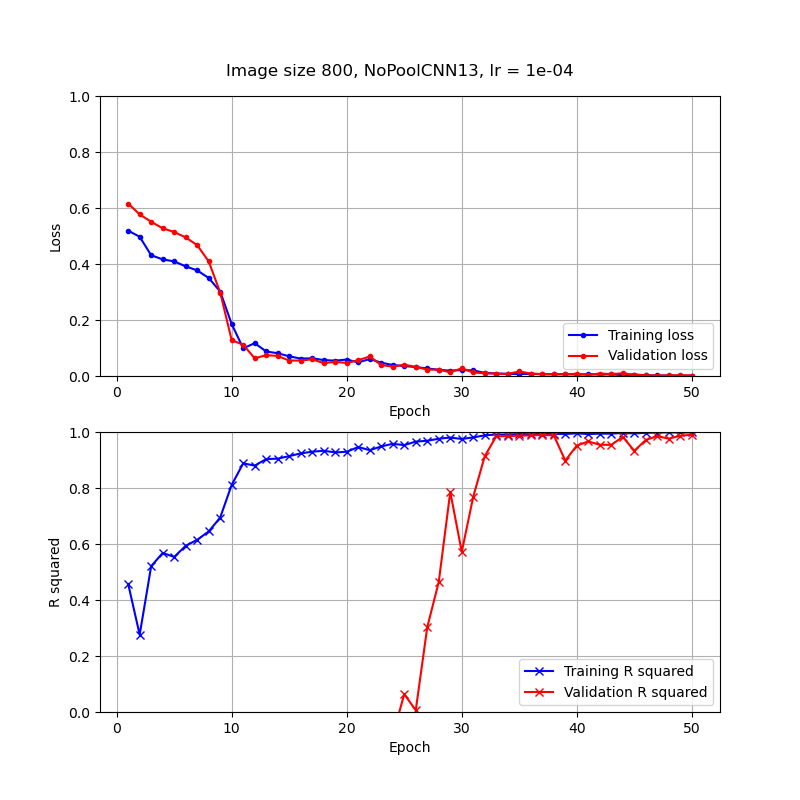 Image size 800, NoPoolCNN13, lr = 1e-04
1.0
0.8
0.6
0.4
0.2
0.0
Loss
0 10 20 30 40 50
Epoch
Training loss
Validation loss
1.0
0.8
0.6
0.4
0.2
0.0
R squared
0 10 20 30 40 50
Epoch
Training R squared
Validation R squared